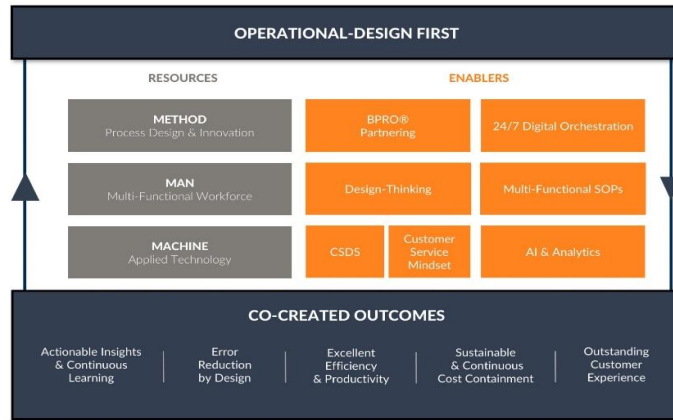 OPERATIONAL-DESIGN FIRST
RESOURCES
ENABLERS
METHOD
Process Design & Innovation
BPRO®
Partnering
24/7 Digital Orchestration
MAN
Multi-Functional Workforce
Design-Thinking
Multi-Functional SOPs
MACHINE
Applied Technology
CSDS
Customer
Service
Mindset
AI & Analytics
CO-CREATED OUTCOMES
Actionable Insights
& Continuous
Learning
Error
Reduction
by Design
Excellent
Efficiency
& Productivity
Sustainable
& Continuous
Cost Containment
Outstanding
Customer
Experience